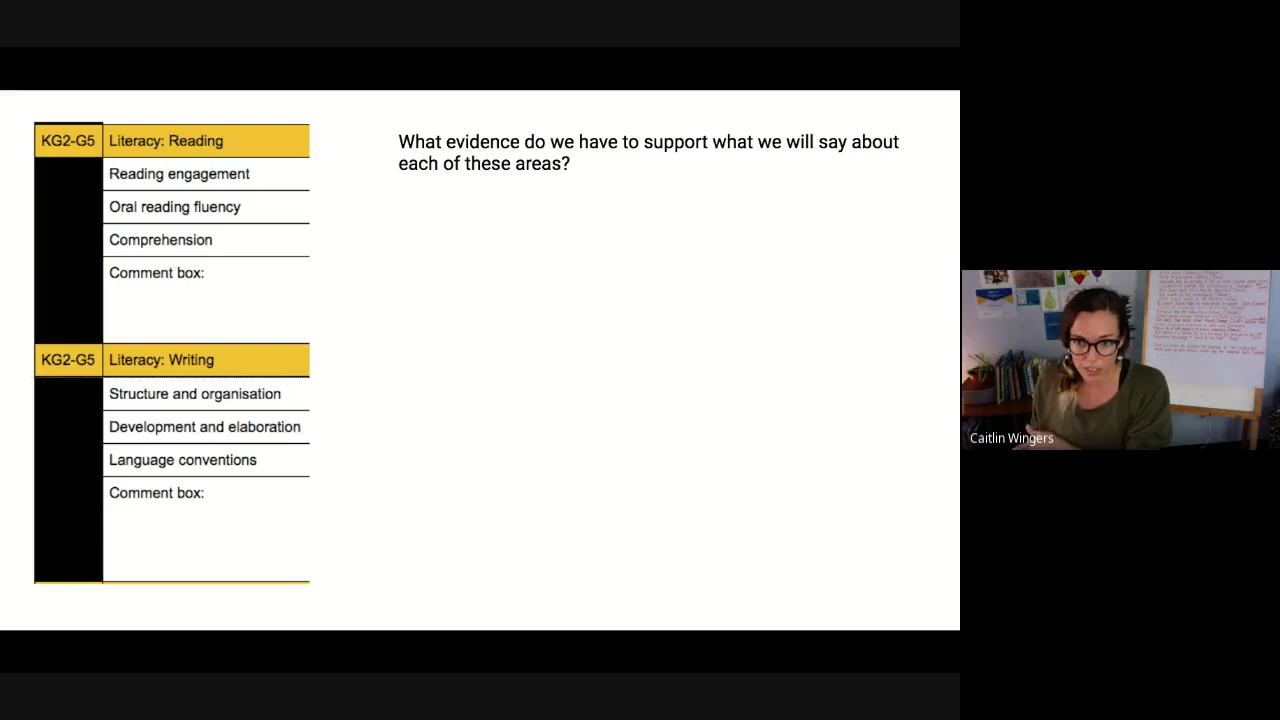 KG2-G5 Literacy: Reading
Reading engagement
Oral reading fluency
Comprehension
Comment box:
KG2-G5 Literacy: Writing
Structure and organisation
Development and elaboration
Language conventions
Comment box:
What evidence do we have to support what we will say about
each of these areas?
Caitlin Wingers